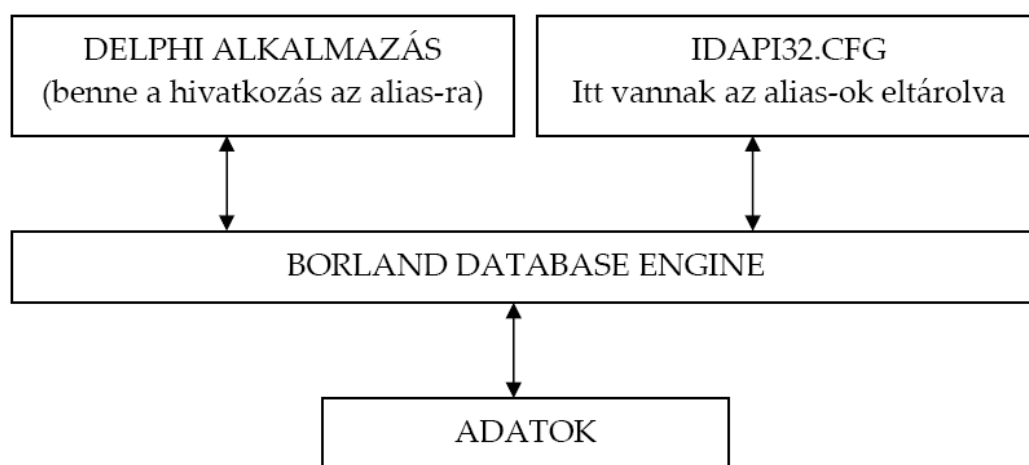 DELPHI ALKALMAZÁS
(benne a hivatkozás az alias-ra)
IDAPI32.CFG
Itt vannak az alias-ok eltárolva
BORLAND DATABASE ENGINE
ADATOK